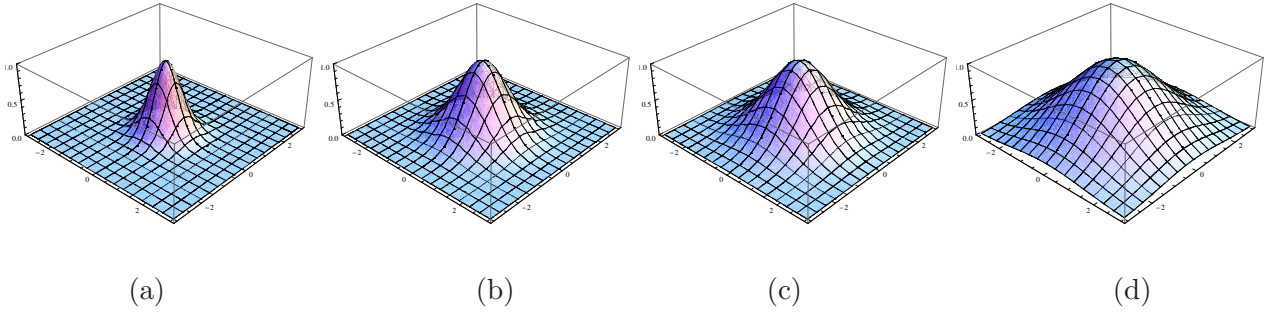 1.0 1.0 1.0 1.0
0.5 0.5 0.5 0.5
0.0 0.0 0.0 0.0
-2 2 -2 2 -2 2 -2 2
0 0 0 0 0 0 0 0
2 -2 2 -2 2 -2 2 -2
(a) (b) (c) (d)